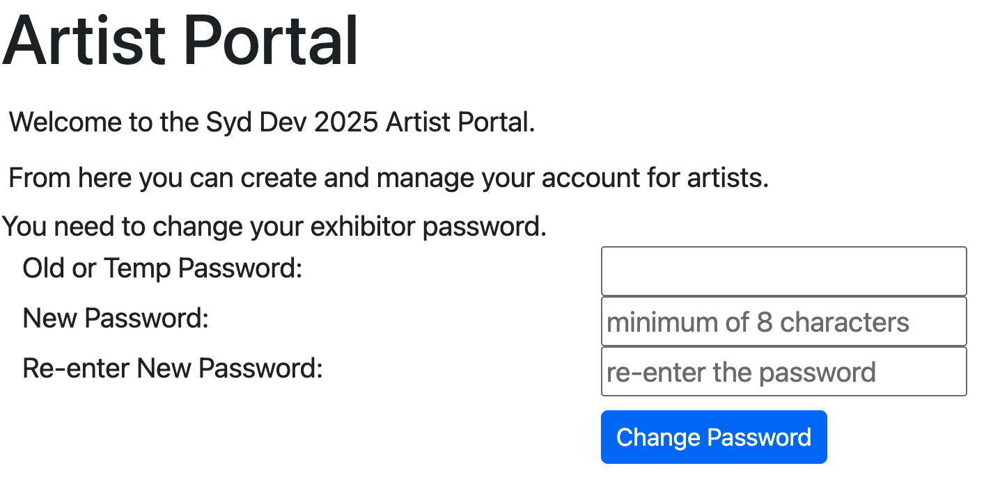 Artist Portal
Welcome to the Syd Dev 2025 Artist Portal.
From here you can create and manage your account for artists.
You need to change your exhibitor password.
Old or Temp Password:
New Password: minimum of 8 characters
Re-enter New Password: re-enter the password
Change Password